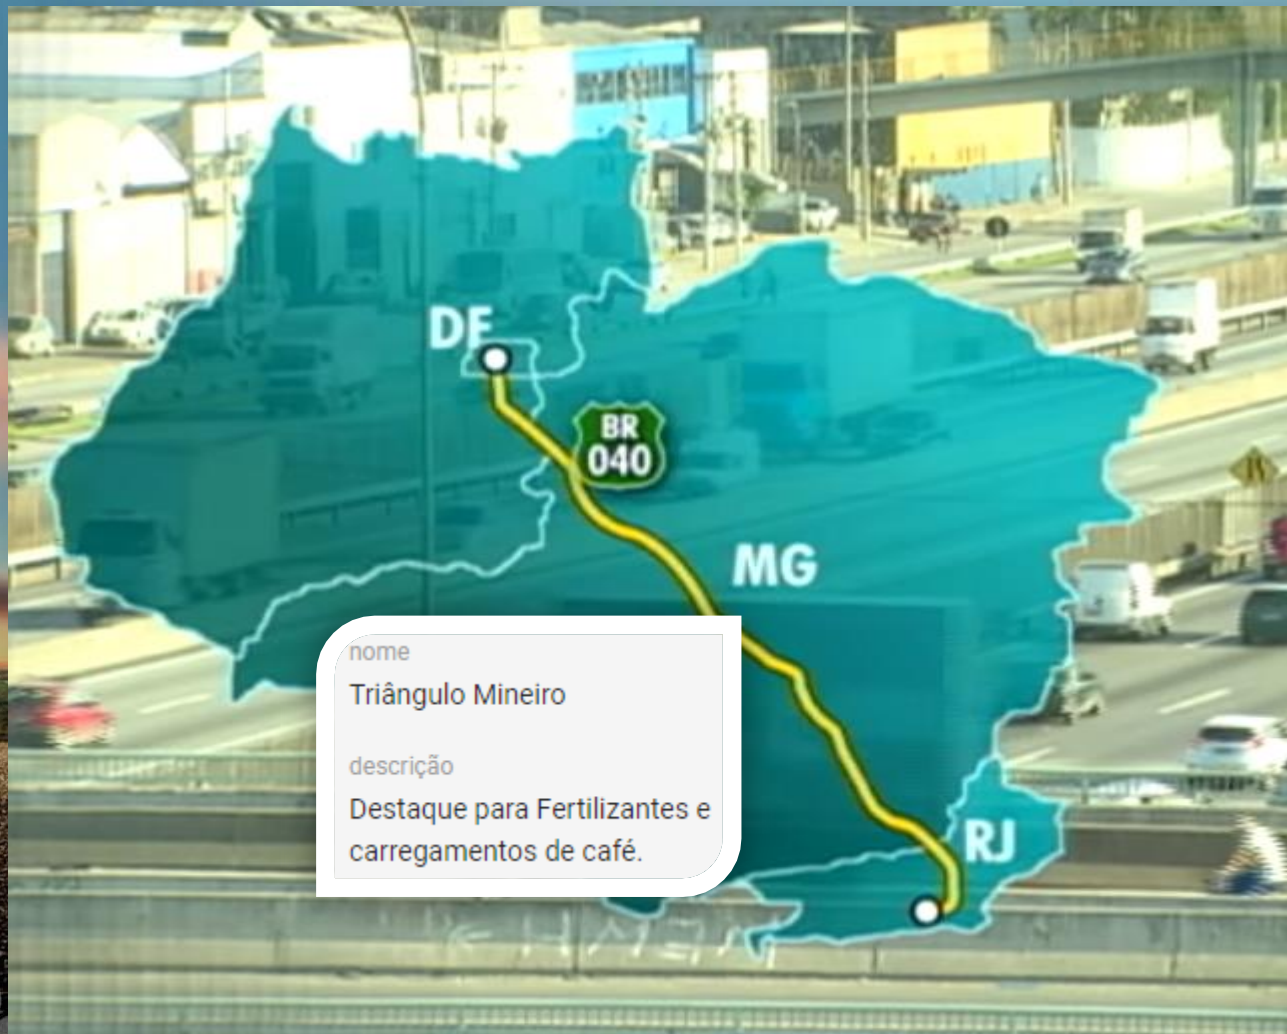 DF
BR
040
MG
nome
Triângulo Mineiro
descrição
Destaque para Fertilizantes e
carregamentos de café.
RJ